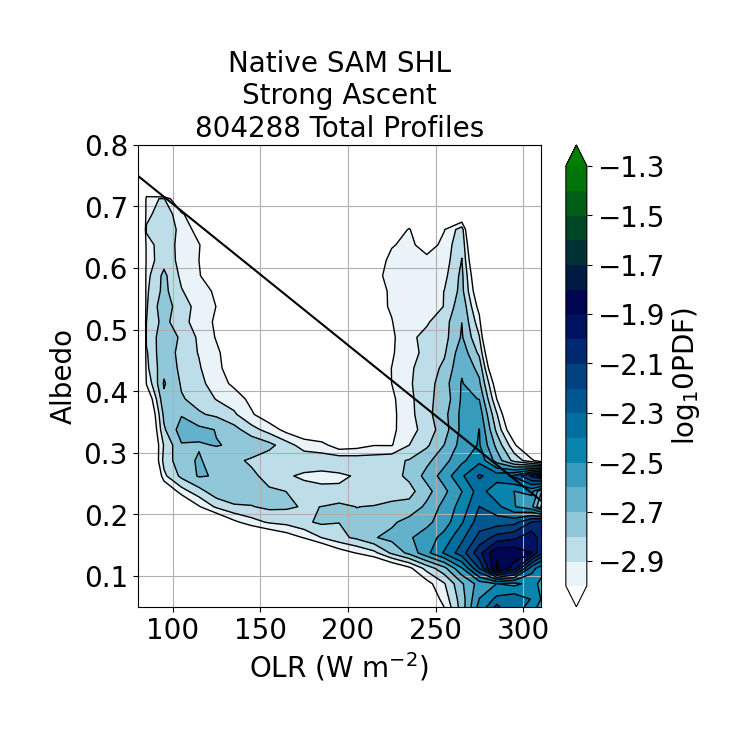 Native SAM SHL
Strong Ascent
804288 Total Profiles
0.8
0.7
0.6
0.5
0.4
0.3
0.2
0.1
Albedo
100 150 200 250 300
OLR (W m⁻²)
−1.3
−1.5
−1.7
−1.9
−2.1
−2.3
−2.5
−2.7
−2.9
log₁0PDF)